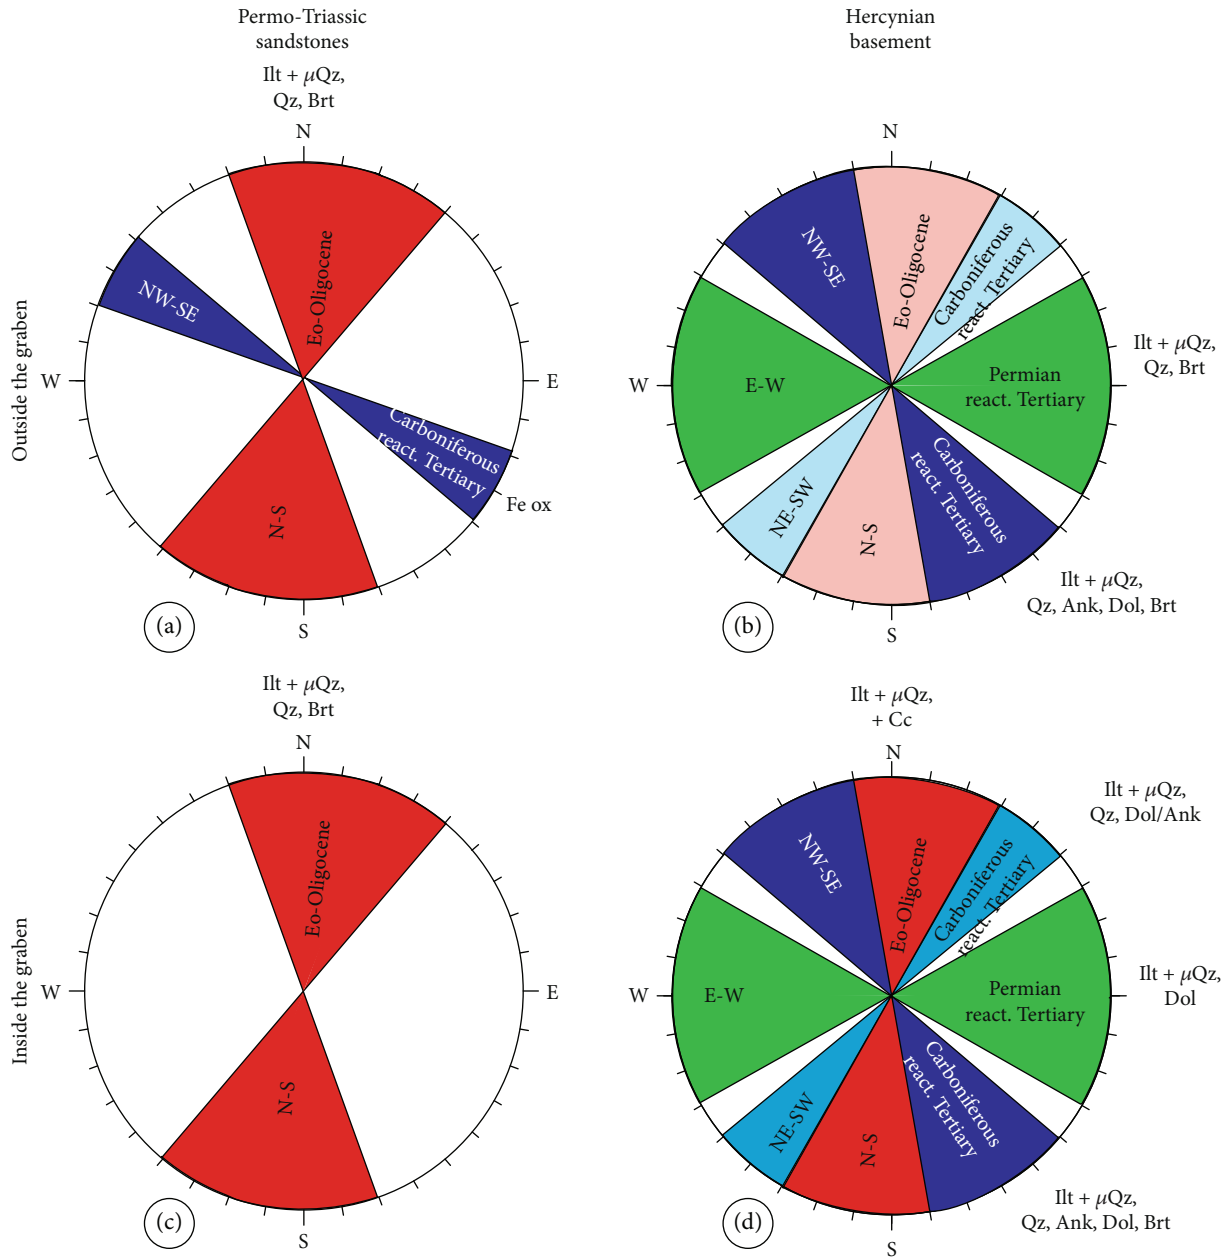 Permo-Triassic
sandstones
Hercynian
basement
Outside the graben
Ilt + μQz,
Qz, Brt
N
Eo-Oligocene
NW-SE
W
E
Carboniferous
react. Tertiary
Fe ox
N-S
S
(a)
N
NW-SE
Eo-Oligocene
Carboniferous
react. Tertiary
W
E-W
Permian
react. Tertiary
Ilt + μQz,
Qz, Brt
NE-SW
N-S
Carboniferous
react. Tertiary
Ilt + μQz,
Qz, Ank, Dol, Brt
S
(b)
Inside the graben
Ilt + μQz,
Qz, Brt
N
Eo-Oligocene
W
E
N-S
S
(c)
Ilt + μQz,
+ Cc
N
Ilt + μQz,
Qz, Dol/Ank
NW-SE
Eo-Oligocene
Carboniferous
react. Tertiary
W
E-W
Permian
react. Tertiary
Ilt + μQz,
Dol
NE-SW
N-S
Carboniferous
react. Tertiary
Ilt + μQz,
Qz, Ank, Dol, Brt
S
(d)